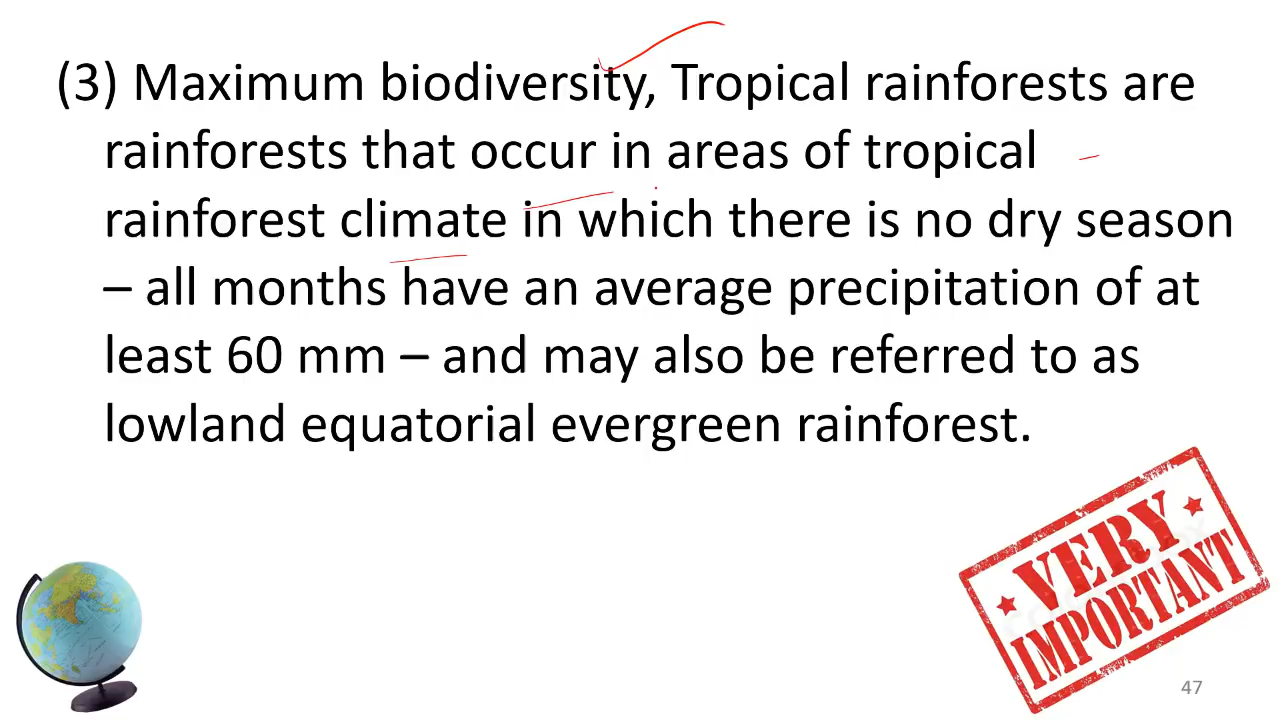 (3) Maximum biodiversity, Tropical rainforests are
rainforests that occur in areas of tropical
rainforest climate in which there is no dry season
– all months have an average precipitation of at
least 60 mm – and may also be referred to as
lowland equatorial evergreen rainforest.
VERY
IMPORTANT
47